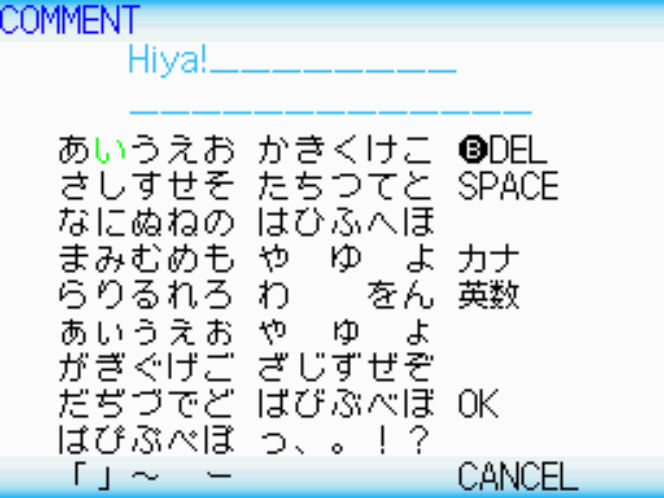 COMMENT
Hiya!
あいうえお かきくけこ BDEL
さしすせそ たちつてと SPACE
なにぬねの はひふへほ
まみむめも や ゆ よ カナ
らりるれろ わ をん 英数
ぁぃぅぇぉ ゃ ゅ ょ
がぎぐげご ざじずぜぞ
だぢづでど ばびぶべぼ OK
ぱぴぷぺぽ っ、。!?
「」~ ー CANCEL